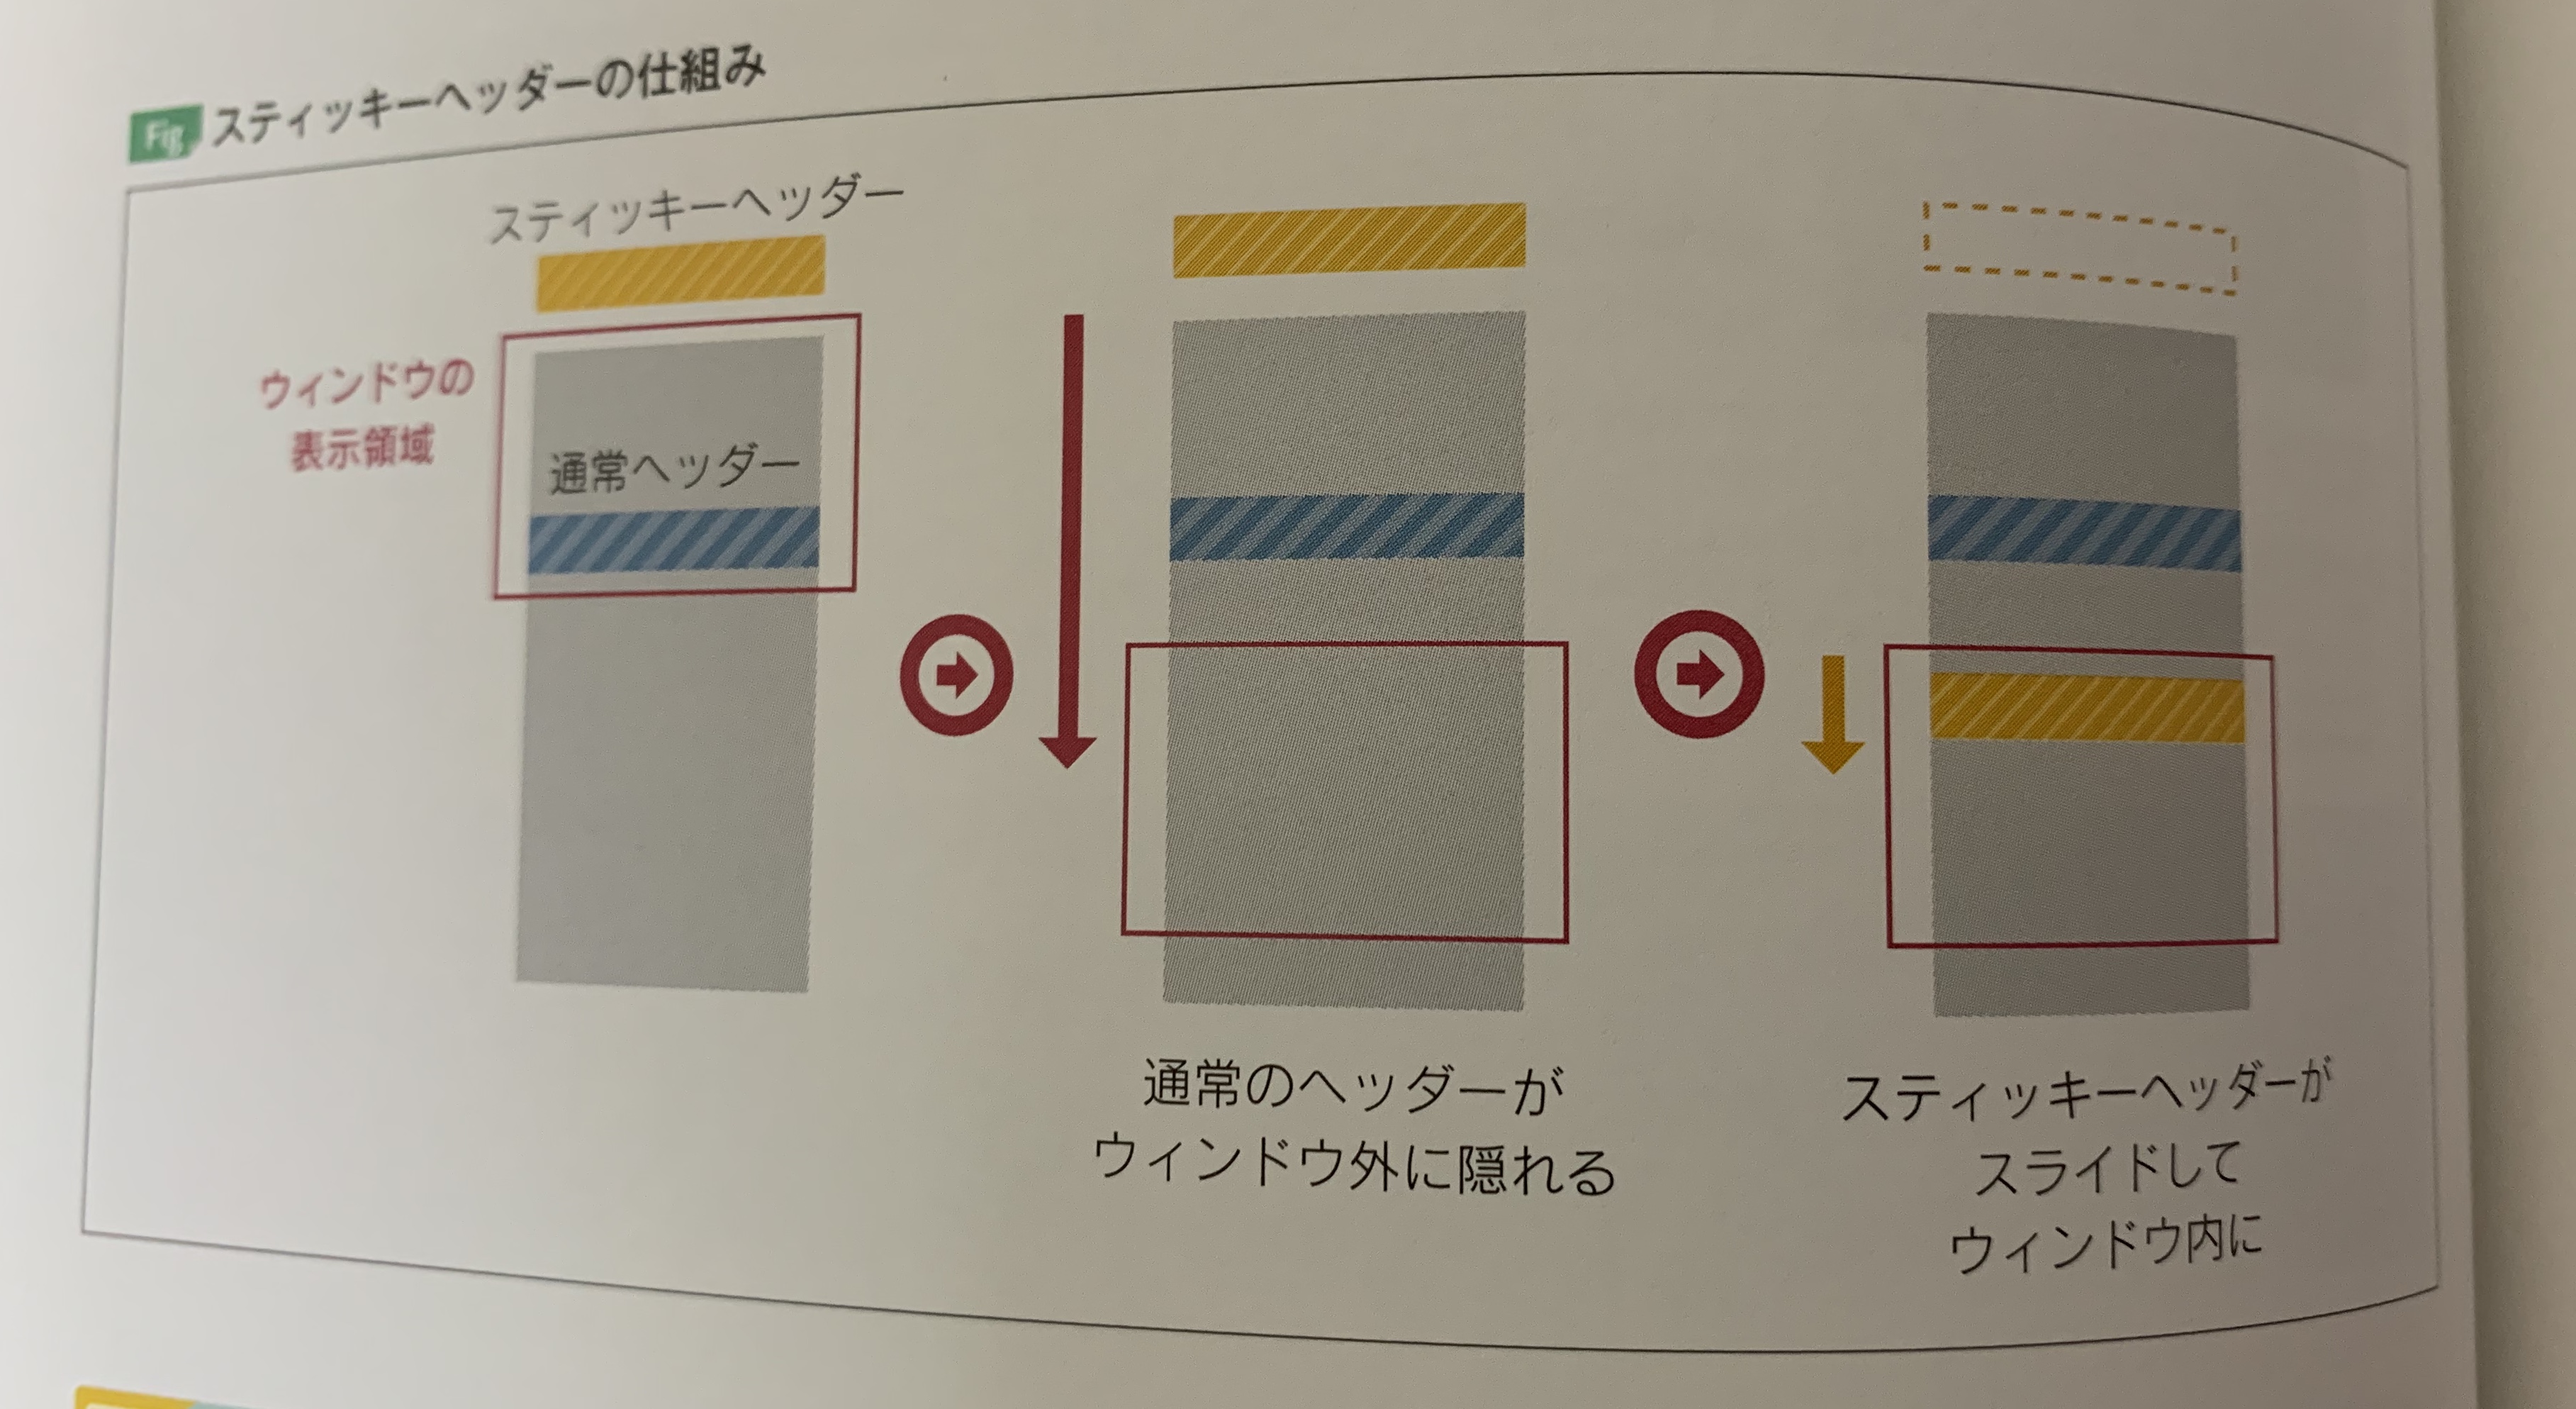 Fig スティッキーヘッダーの仕組み
スティッキーヘッダー
ウィンドウの
表示領域
通常ヘッダー
通常のヘッダーが
ウィンドウ外に隠れる
スティッキーヘッダーが
スライドして
ウィンドウ内に